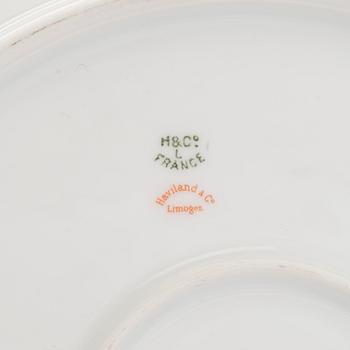 H&Cº
L
FRANCE
Haviland & Cº
Limoges.